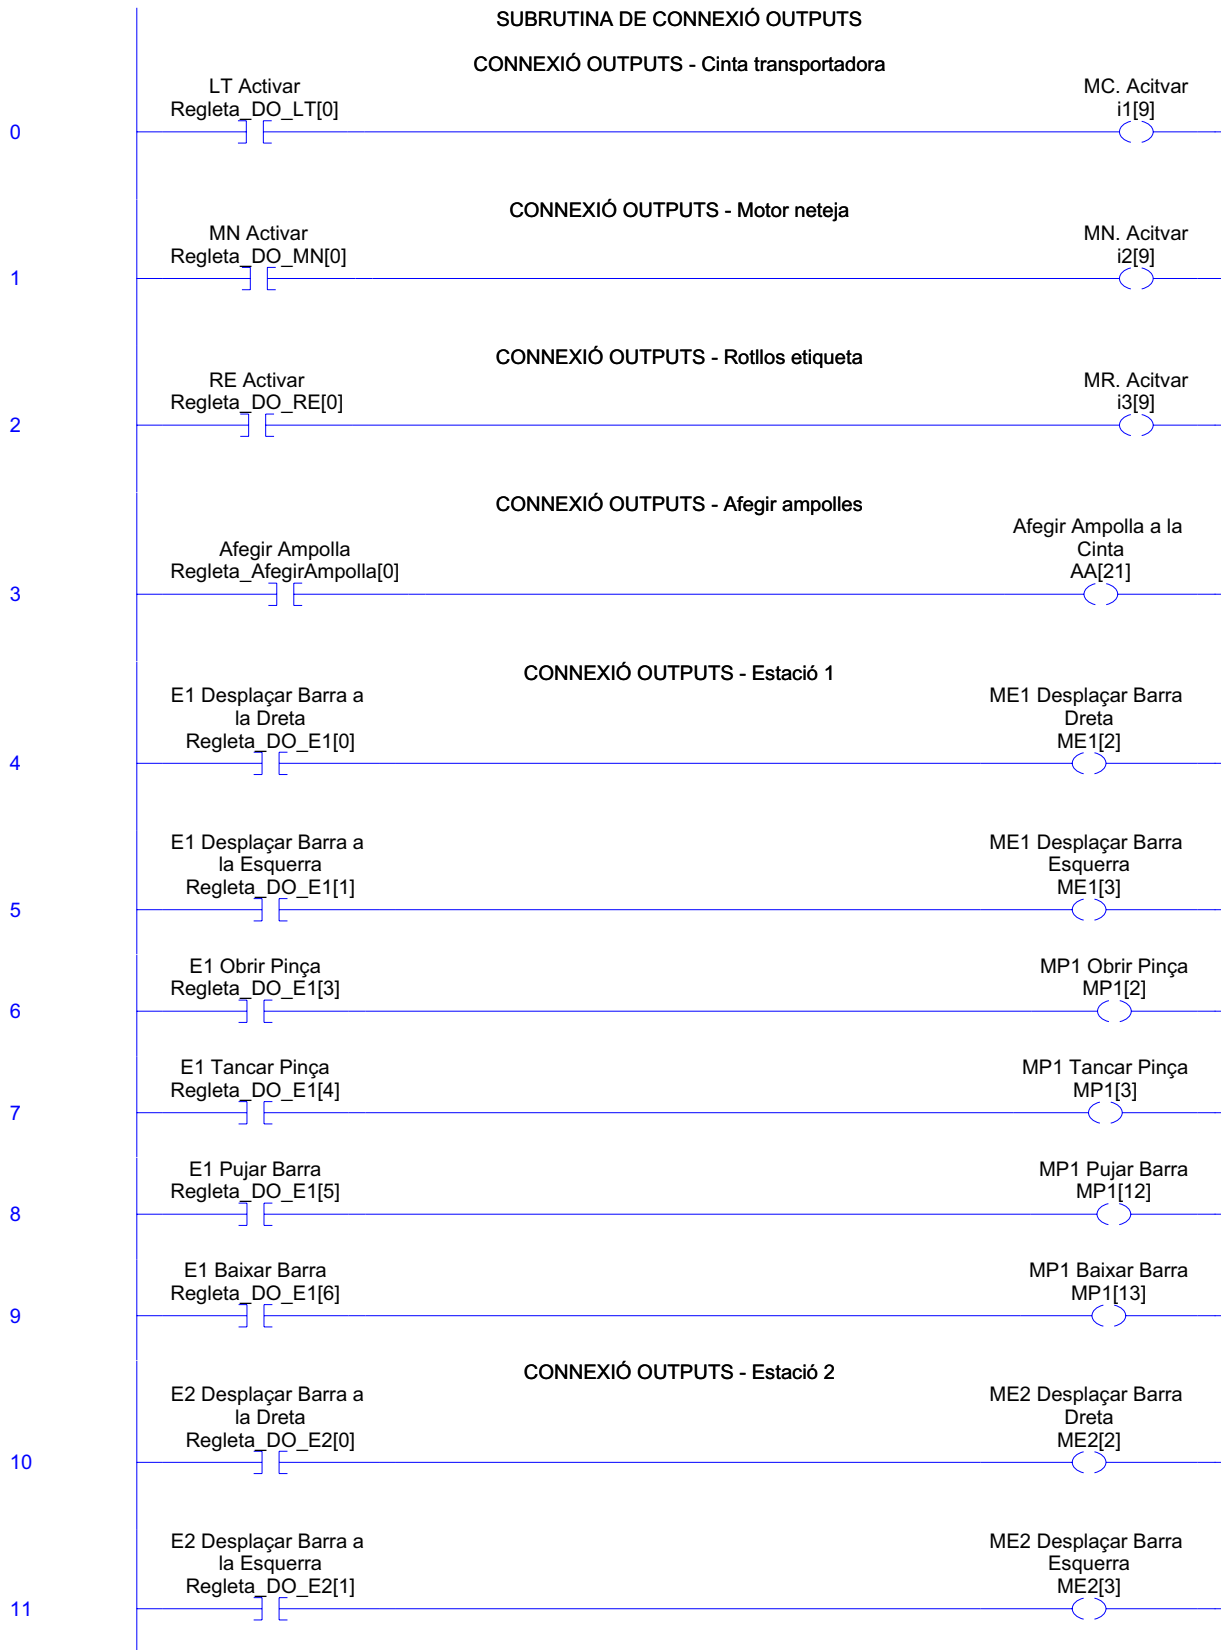 SUBRUTINA DE CONNEXIÓ OUTPUTS
CONNEXIÓ OUTPUTS - Cinta transportadora
LT Activar
Regleta_DO_LT[0]
MC. Acitvar
i1[9]
0
CONNEXIÓ OUTPUTS - Motor neteja
MN Activar
Regleta_DO_MN[0]
MN. Acitvar
i2[9]
1
CONNEXIÓ OUTPUTS - Rotllos etiqueta
RE Activar
Regleta_DO_RE[0]
MR. Acitvar
i3[9]
2
CONNEXIÓ OUTPUTS - Afegir ampolles
Afegir Ampolla
Regleta_AfegirAmpolla[0]
Afegir Ampolla a la
Cinta
AA[21]
3
CONNEXIÓ OUTPUTS - Estació 1
E1 Desplaçar Barra a
la Dreta
Regleta_DO_E1[0]
ME1 Desplaçar Barra
Dreta
ME1[2]
4
E1 Desplaçar Barra a
la Esquerra
Regleta_DO_E1[1]
ME1 Desplaçar Barra
Esquerra
ME1[3]
5
E1 Obrir Pinça
Regleta_DO_E1[3]
MP1 Obrir Pinça
MP1[2]
6
E1 Tancar Pinça
Regleta_DO_E1[4]
MP1 Tancar Pinça
MP1[3]
7
E1 Pujar Barra
Regleta_DO_E1[5]
MP1 Pujar Barra
MP1[12]
8
E1 Baixar Barra
Regleta_DO_E1[6]
MP1 Baixar Barra
MP1[13]
9
CONNEXIÓ OUTPUTS - Estació 2
E2 Desplaçar Barra a
la Dreta
Regleta_DO_E2[0]
ME2 Desplaçar Barra
Dreta
ME2[2]
10
E2 Desplaçar Barra a
la Esquerra
Regleta_DO_E2[1]
ME2 Desplaçar Barra
Esquerra
ME2[3]
11